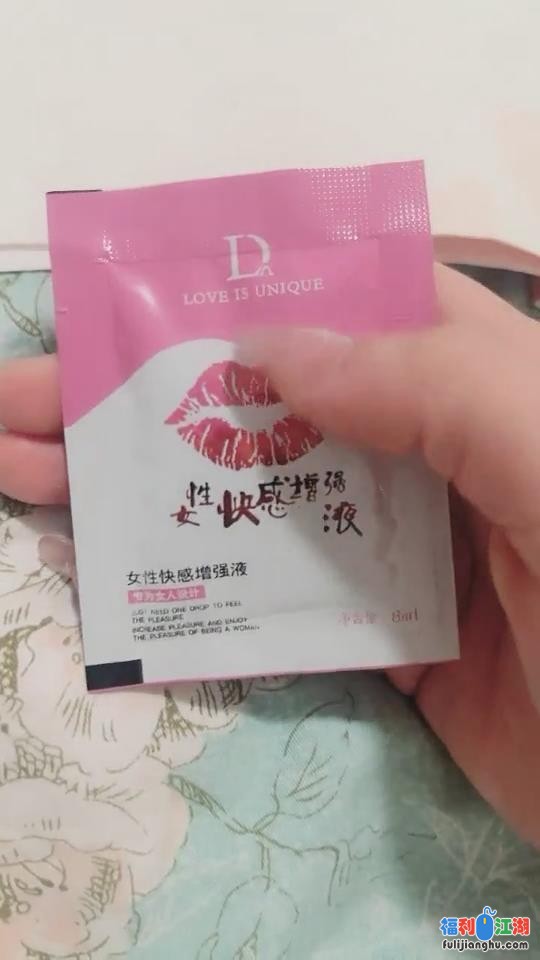 D
LOVE IS UNIQUE
女性快感增强液
女性快感增强液
专为女人设计
JUST NEED ONE DROP TO FEEL
THE PLEASURE
INCREASE PLEASURE AND ENJOY
THE PLEASURE OF BEING A WOMAN
净含量: 6ml
福利江湖
fulijianghu.com